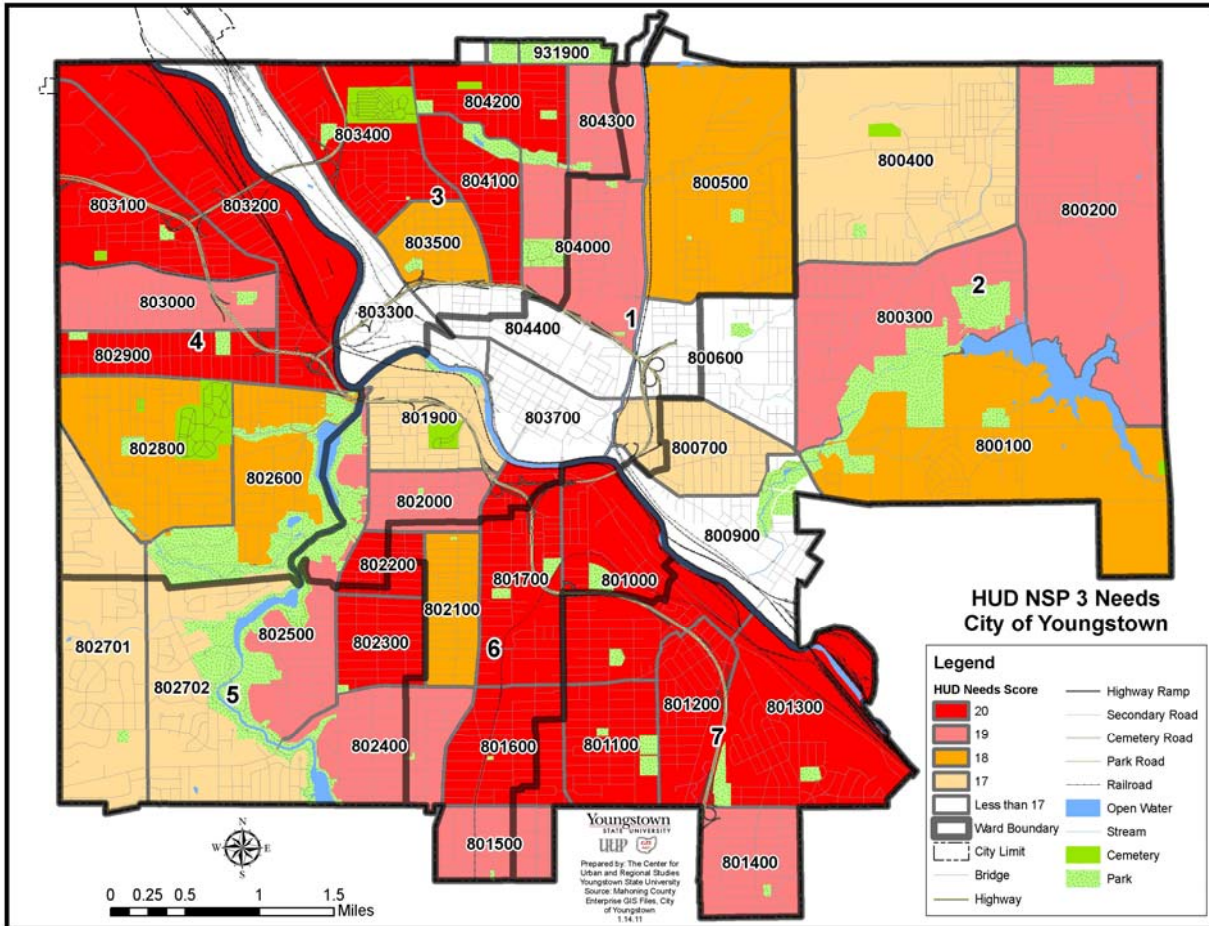 931900
804200
804300
803400
800400
800500
804100
800200
803100
803200
3
803500
804000
2
803000
803300
1
800300
804400
4
802900
800600
801900
803700
800700
800100
802800
802600
802000
800900
802200
801700
801000
802100
HUD NSP 3 Needs
City of Youngstown
802500
802300
6
802701
802702
5
801200
801300
7
802400
801600
801100
801500
801400
Legend
HUD Needs Score
20
19
18
17
Less than 17
Ward Boundary
City Limit
Bridge
Highway
Highway Ramp
Secondary Road
Cemetery Road
Park Road
Railroad
Open Water
Stream
Cemetery
Park
N
W
E
S
0 0.25 0.5 1 1.5
Miles
Youngstown
STATE UNIVERSITY
Prepared by: The Center for
Urban and Regional Studies
Youngstown State University
Source: Mahoning County
Enterprise GIS Files, City
of Youngstown
1.14.11